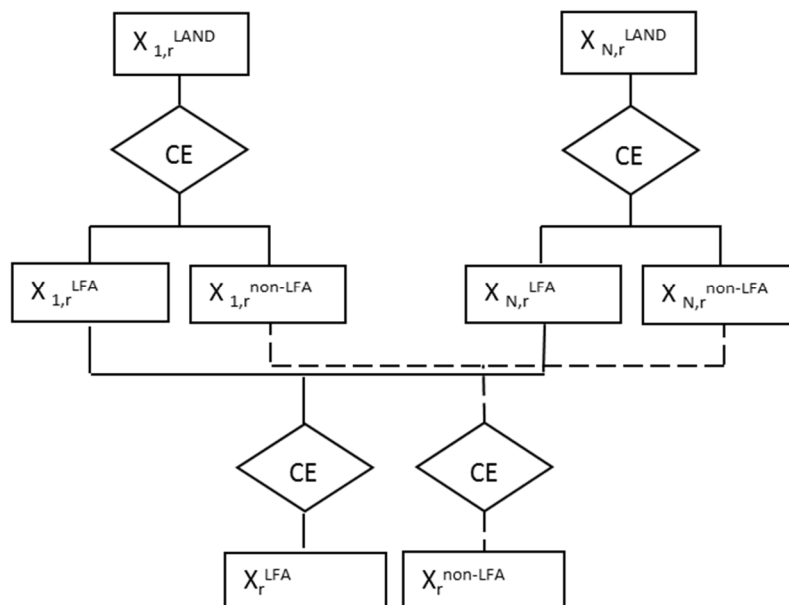 X 1,r LAND X N,r LAND
CE CE
X 1,r LFA X 1,r non-LFA X N,r LFA X N,r non-LFA
CE CE
X r LFA X r non-LFA